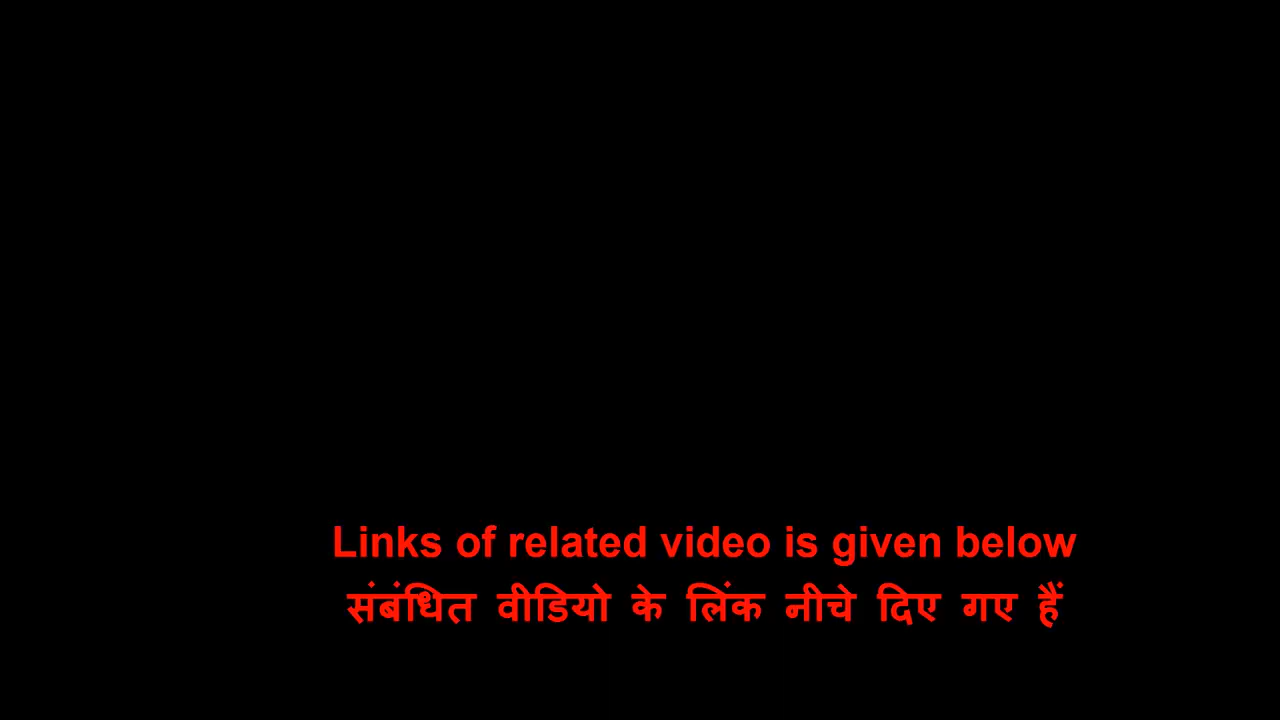 Links of related video is given below
संबंधित वीडियो के लिंक नीचे दिए गए हैं